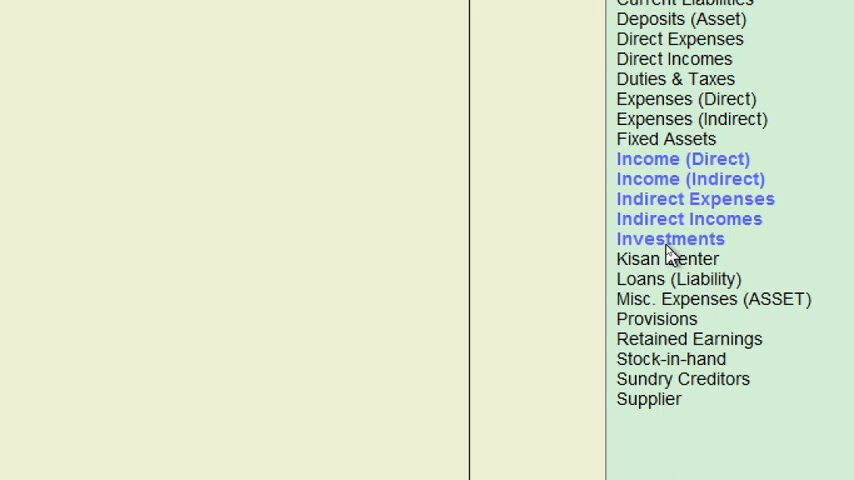 Current Liabilities
Deposits (Asset)
Direct Expenses
Direct Incomes
Duties & Taxes
Expenses (Direct)
Expenses (Indirect)
Fixed Assets
Income (Direct)
Income (Indirect)
Indirect Expenses
Indirect Incomes
Investments
Kisan
Loans (Liability)
Misc. Expenses (ASSET)
Provisions
Retained Earnings
Stock-in-hand
Sundry Creditors
Supplier